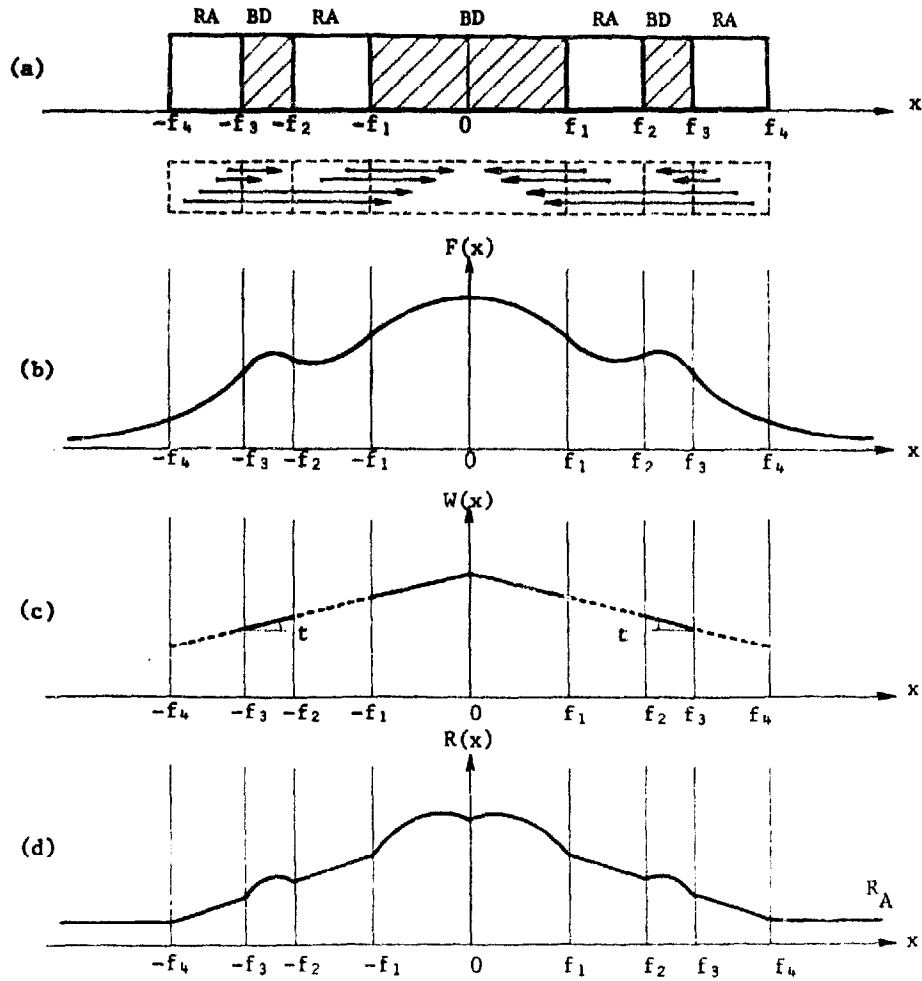 RA BD RA BD RA BD RA
(a)
x
-f₄ -f₃ -f₂ -f₁ 0 f₁ f₂ f₃ f₄
F(x)
(b)
x
-f₄ -f₃ -f₂ -f₁ 0 f₁ f₂ f₃ f₄
W(x)
(c)
t t
x
-f₄ -f₃ -f₂ -f₁ 0 f₁ f₂ f₃ f₄
R(x)
(d)
R_A
x
-f₄ -f₃ -f₂ -f₁ 0 f₁ f₂ f₃ f₄